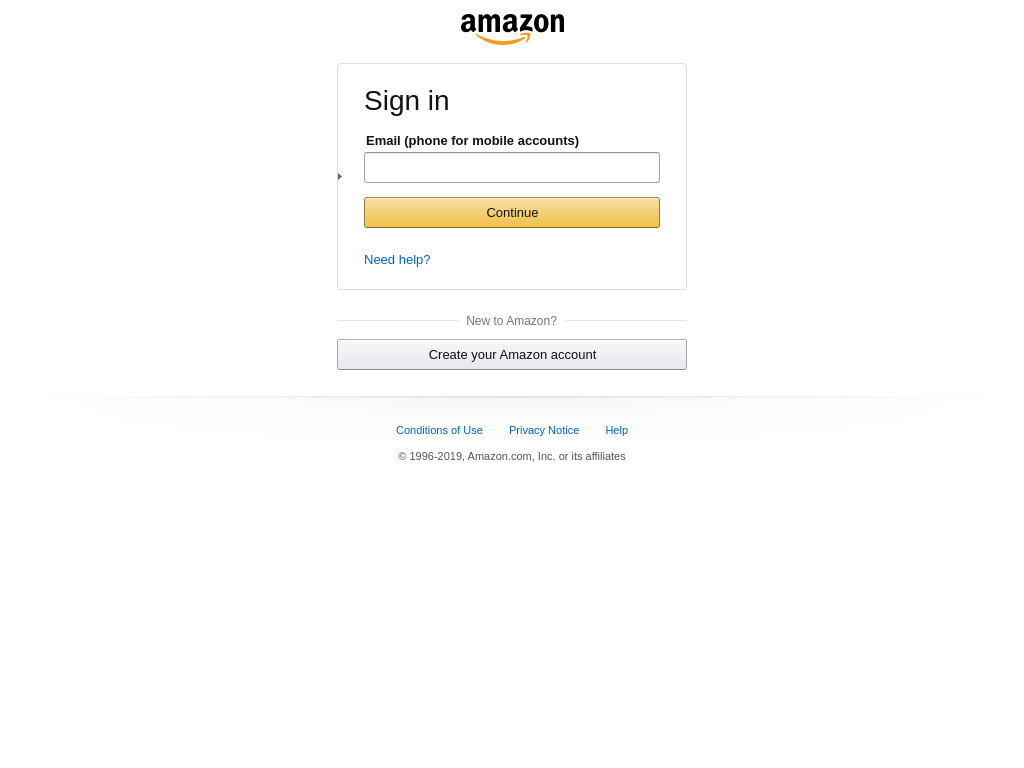 amazon
Sign in
Email (phone for mobile accounts)
Continue
Need help?
New to Amazon?
Create your Amazon account
Conditions of Use Privacy Notice Help
© 1996-2019, Amazon.com, Inc. or its affiliates